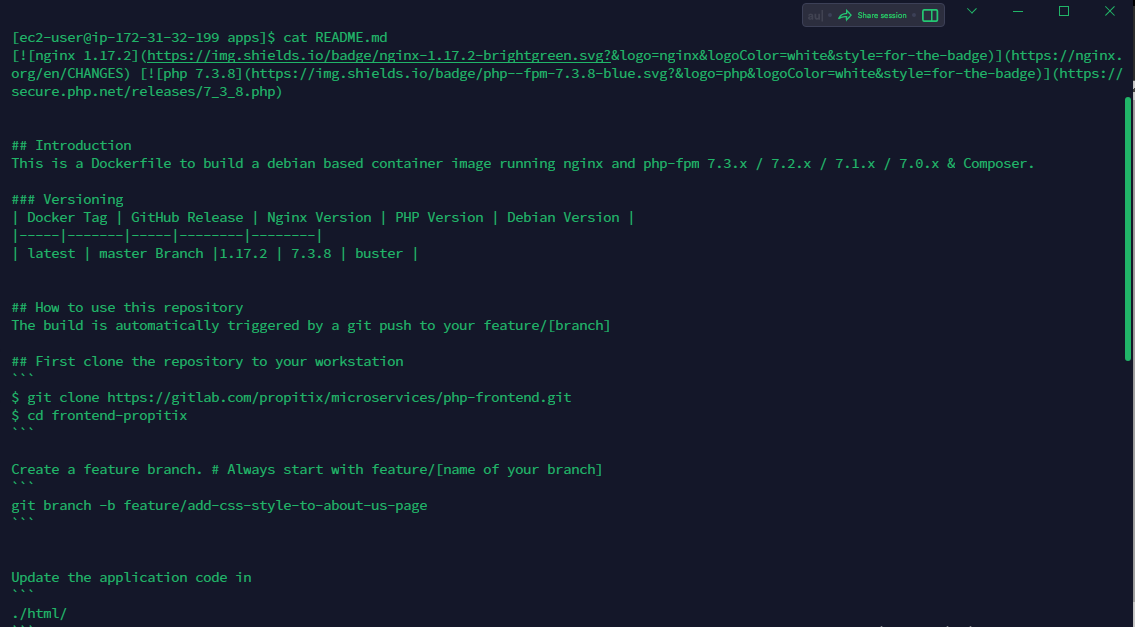 au| × Share session ×
[ec2-user@ip-172-31-32-199 apps]$ cat README.md
[![nginx 1.17.2](https://img.shields.io/badge/nginx-1.17.2-brightgreen.svg?&logo=nginx&logoColor=white&style=for-the-badge)](https://nginx.
org/en/CHANGES) [![php 7.3.8](https://img.shields.io/badge/php--fpm-7.3.8-blue.svg?&logo=php&logoColor=white&style=for-the-badge)](https://
secure.php.net/releases/7_3_8.php)
## Introduction
This is a Dockerfile to build a debian based container image running nginx and php-fpm 7.3.x / 7.2.x / 7.1.x / 7.0.x & Composer.
### Versioning
| Docker Tag | GitHub Release | Nginx Version | PHP Version | Debian Version |
|-----|-------|-----|--------|--------|
| latest | master Branch |1.17.2 | 7.3.8 | buster |
## How to use this repository
The build is automatically triggered by a git push to your feature/[branch]
## First clone the repository to your workstation
```
$ git clone https://gitlab.com/propitix/microservices/php-frontend.git
$ cd frontend-propitix
```
Create a feature branch. # Always start with feature/[name of your branch]
```
git branch -b feature/add-css-style-to-about-us-page
```
Update the application code in
```
./html/
```